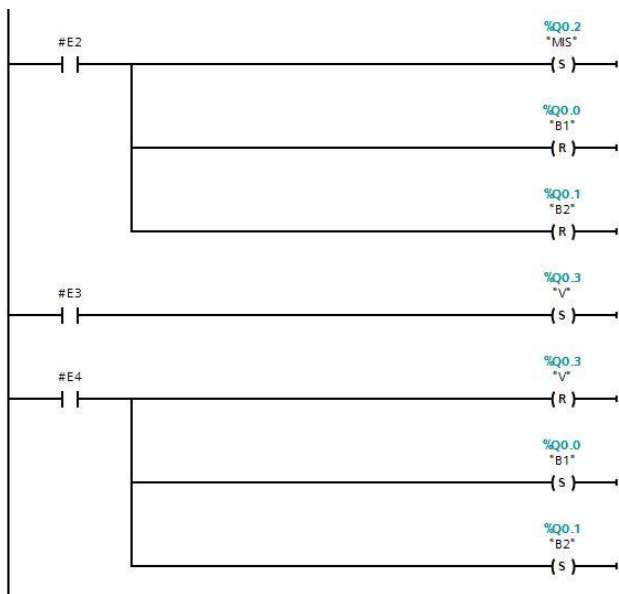 #E2
%Q0.2
"MIS"
( S )
%Q0.0
"B1"
( R )
%Q0.1
"B2"
( R )
#E3
%Q0.3
"V"
( S )
#E4
%Q0.3
"V"
( R )
%Q0.0
"B1"
( S )
%Q0.1
"B2"
( S )